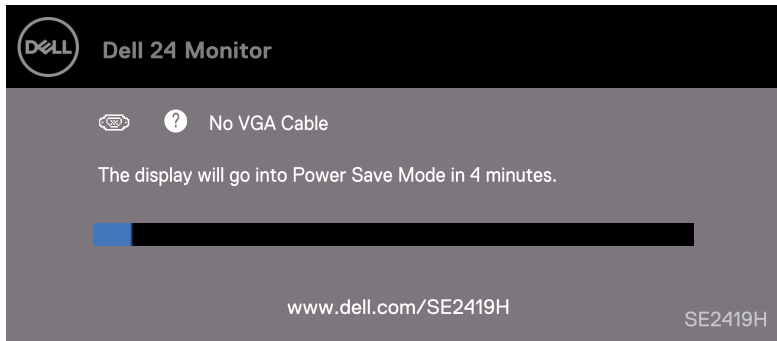 DELL
Dell 24 Monitor
? No VGA Cable
The display will go into Power Save Mode in 4 minutes.
www.dell.com/SE2419H
SE2419H